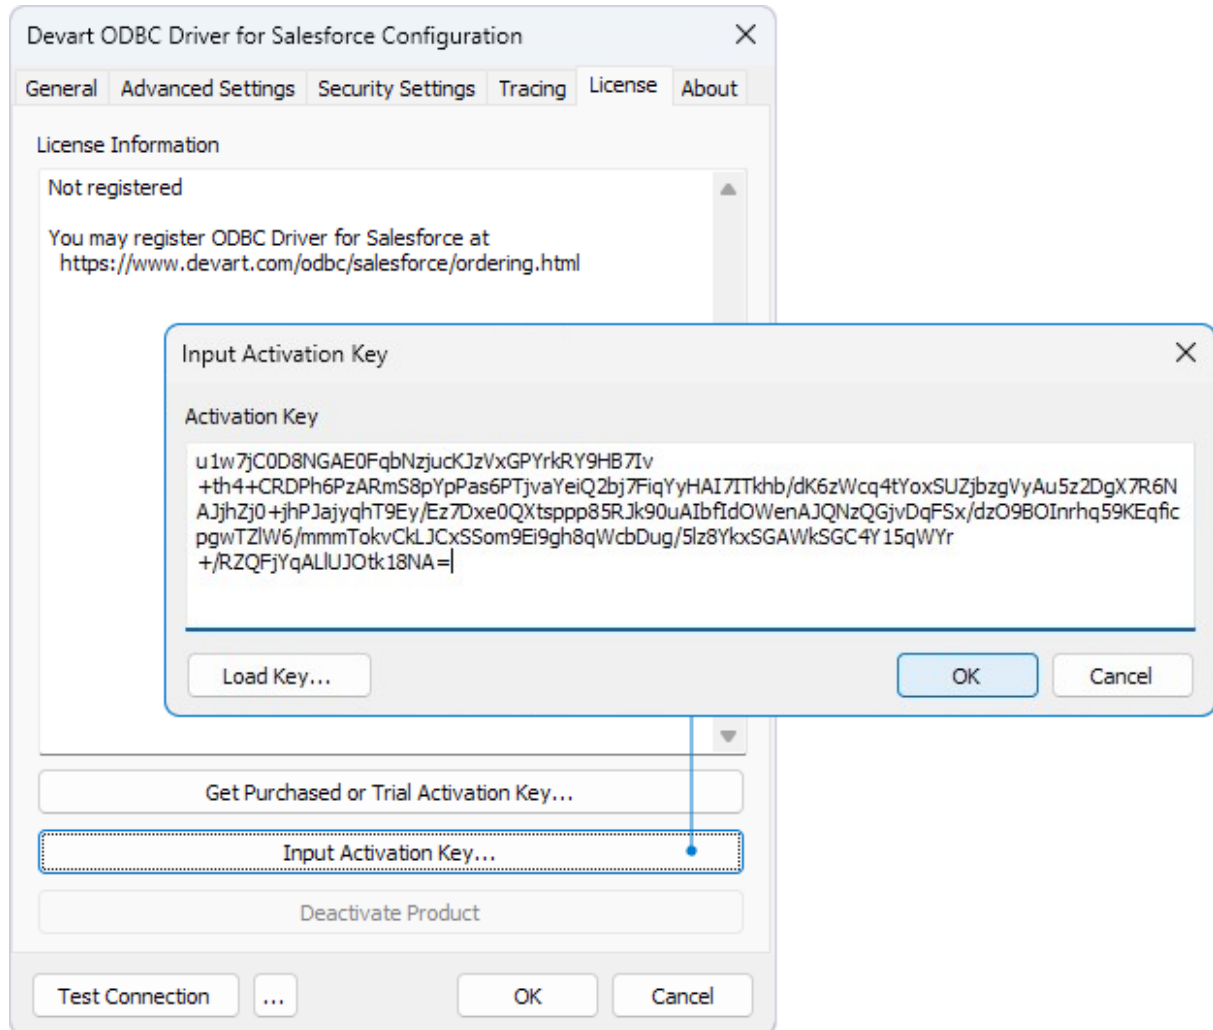 Devart ODBC Driver for Salesforce Configuration
General Advanced Settings Security Settings Tracing License About
License Information
Not registered
You may register ODBC Driver for Salesforce at
https://www.devart.com/odbc/salesforce/ordering.html
Input Activation Key
Activation Key
u1w7jC0D8NGAE0FqbNzjucKJzVxGPYrkRY9HB7Iv
+th4+CRDPh6PzARmS8pYpPas6PTjvaYeiQ2bj7FiqYyHAI7ITkhb/dK6zWcq4tYoxSUZjbzgVyAu5z2DgX7R6N
AJjhZj0+jhPJajyqhT9Ey/Ez7Dxe0QXtsppp85RJk90uAIbfIdOWenAJQNzQGjvDqFSx/dzO9BOInrhq59KEqfic
pgwTZlW6/mmmTokvCkLJCxSSom9Ei9gh8qWcbDug/5lz8YkxSGAWkSGC4Y15qWYr
+/RZQFjYqALlUJOtk18NA=
Load Key...
OK
Cancel
Get Purchased or Trial Activation Key...
Input Activation Key...
Deactivate Product
Test Connection
...
OK
Cancel